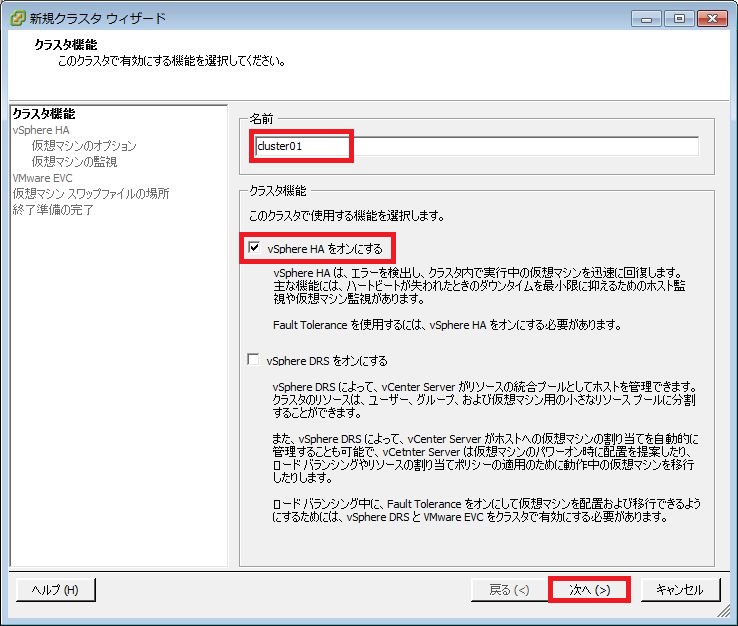 新規クラスタ ウィザード
クラスタ機能
このクラスタで有効にする機能を選択してください。
クラスタ機能
vSphere HA
仮想マシンのオプション
仮想マシンの監視
VMware EVC
仮想マシン スワップファイルの場所
終了準備の完了
名前
cluster01
クラスタ機能
このクラスタで使用する機能を選択します。
vSphere HA をオンにする
vSphere HA は、エラーを検出し、クラスタ内で実行中の仮想マシンを迅速に回復します。
主な機能には、ハートビートが失われたときのダウンタイムを最小限に抑えるためのホスト監
視や仮想マシン監視があります。
Fault Tolerance を使用するには、vSphere HA をオンにする必要があります。
vSphere DRS をオンにする
vSphere DRS によって、vCenter Server がリソースの統合プールとしてホストを管理できます。
クラスタのリソースは、ユーザー、グループ、および仮想マシン用の小さなリソース プールに分割
することができます。
また、vSphere DRS によって、vCenter Server がホストへの仮想マシンの割り当てを自動的に
管理することも可能で、vCetnter Server は仮想マシンのパワーオン時に配置を提案したり、
ロード バランシングやリソースの割り当てポリシーの適用のために動作中の仮想マシンを移行
したりします。
ロード バランシング中に、Fault Tolerance をオンにして仮想マシンを配置および移行できるよう
にするためには、vSphere DRS と VMware EVC をクラスタで有効にする必要があります。
ヘルプ (H)
戻る (<)
次へ (>)
キャンセル